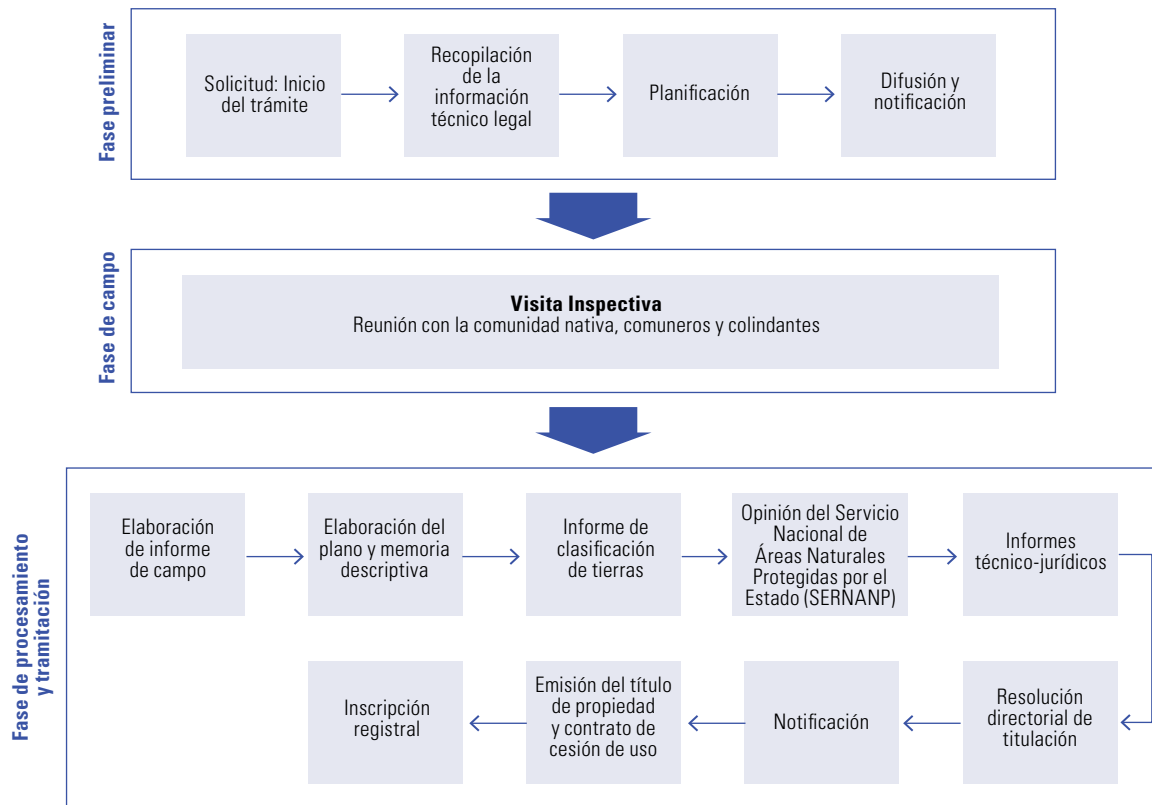 Fase preliminar
Solicitud: Inicio
del trámite
Recopilación
de la
información
técnico legal
Planificación
Difusión y
notificación
Fase de campo
Visita Inspectiva
Reunión con la comunidad nativa, comuneros y colindantes
Fase de procesamiento
y tramitación
Elaboración
de informe
de campo
Elaboración del
plano y memoria
descriptiva
Informe de
clasificación
de tierras
Opinión del Servicio
Nacional de
Áreas Naturales
Protegidas por el
Estado (SERNANP)
Informes
técnico-jurídicos
Resolución
directorial de
titulación
Notificación
Emisión del título
de propiedad
y contrato de
cesión de uso
Inscripción
registral